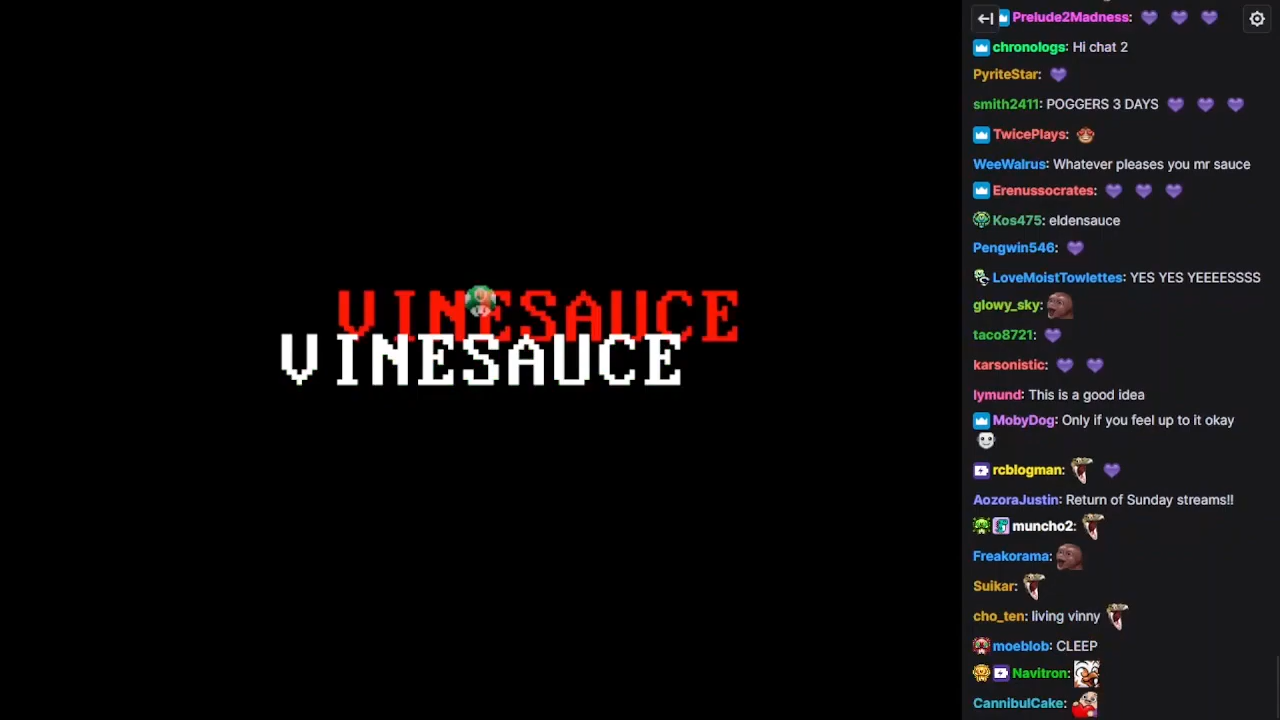 VINESAUCE
VINESAUCE
Prelude2Madness:
chronologs: Hi chat 2
PyriteStar:
smith2411: POGGERS 3 DAYS
TwicePlays:
WeeWalrus: Whatever pleases you mr sauce
Erenussocrates:
Kos475: eldensauce
Pengwin546:
LoveMoistTowlettes: YES YES YEEEESSSS
glowy_sky:
taco8721:
karsonistic:
lymund: This is a good idea
MobyDog: Only if you feel up to it okay
rcblogman:
AozoraJustin: Return of Sunday streams!!
muncho2:
Freakorama:
Suikar:
cho_ten: living vinny
moeblob: CLEEP
Navitron:
CannibulCake: